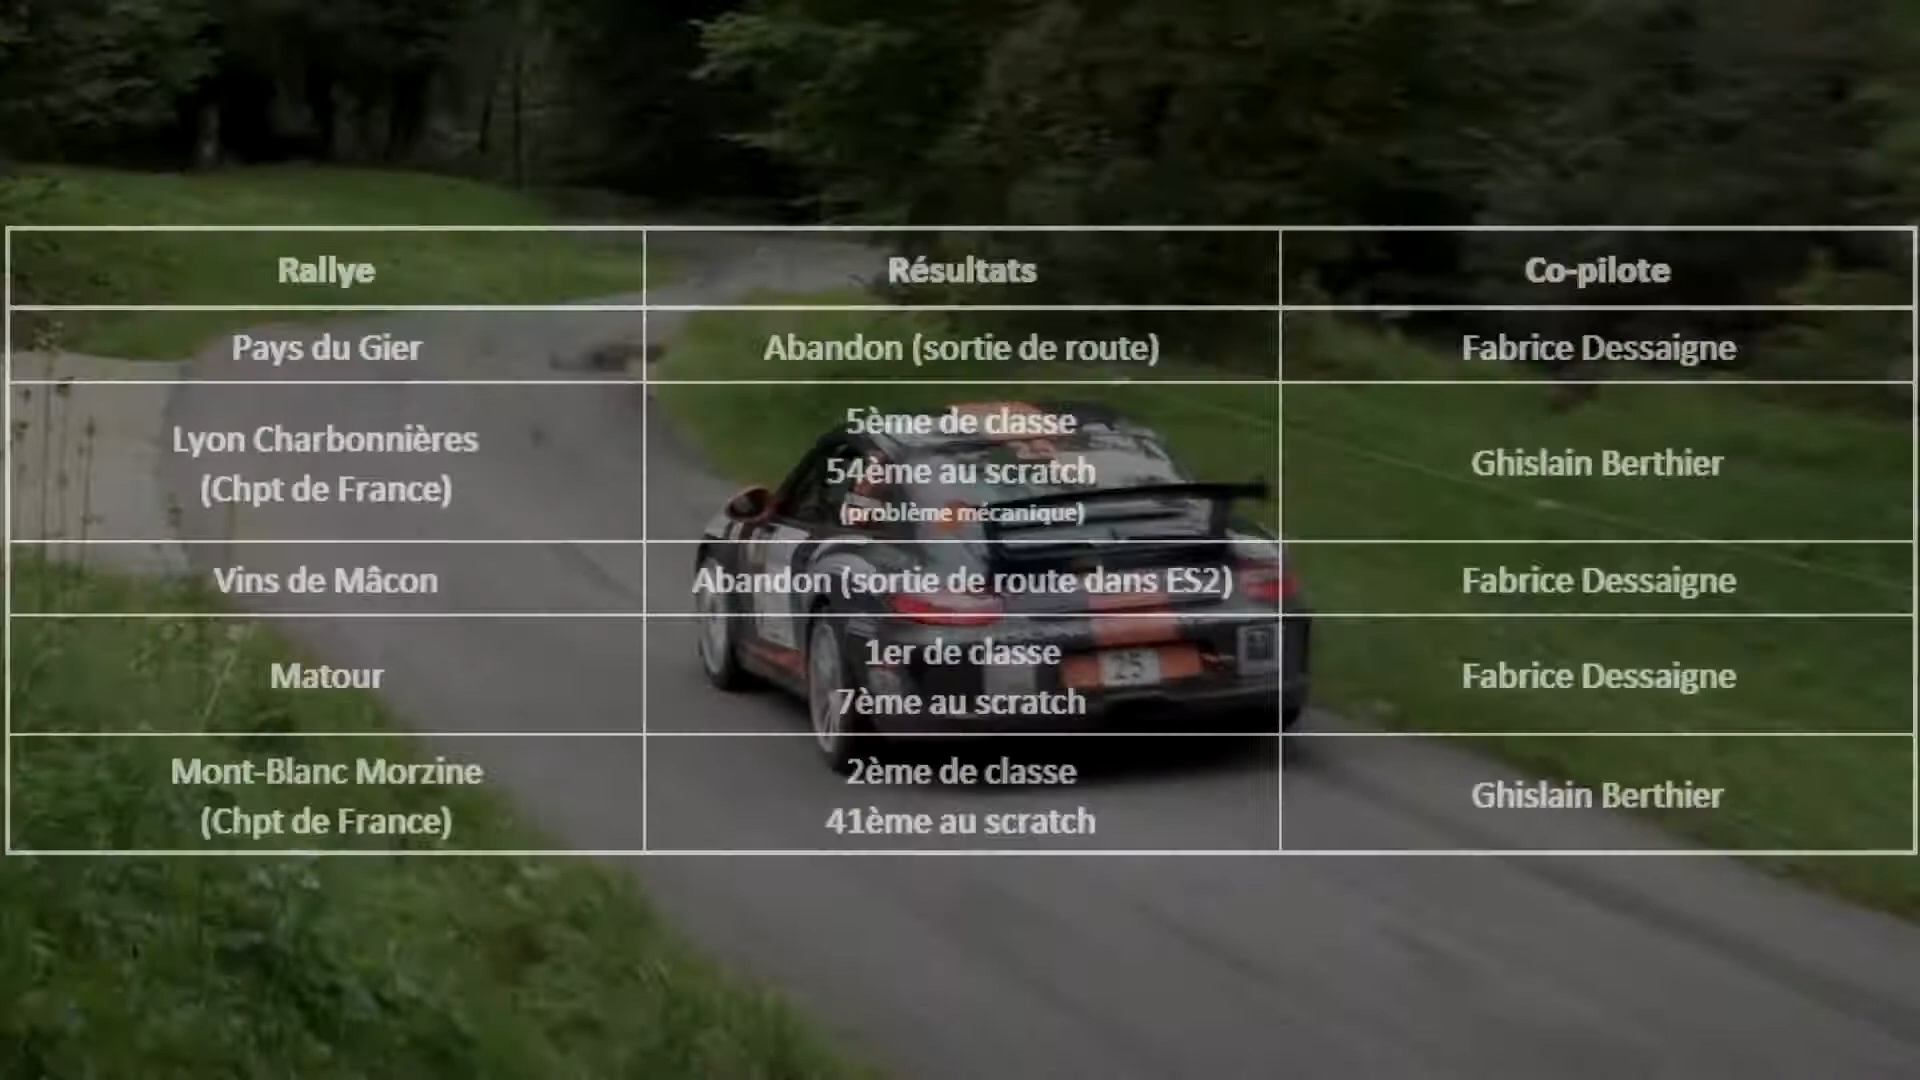 Rallye
Résultats
Co-pilote
Pays du Gier
Abandon (sortie de route)
Fabrice Dessaigne
Lyon Charbonnières
(Chpt de France)
5ème de classe
54ème au scratch
(problème mécanique)
Ghislain Berthier
Vins de Mâcon
Abandon (sortie de route dans ES2)
Fabrice Dessaigne
Matour
1er de classe
7ème au scratch
Fabrice Dessaigne
Mont-Blanc Morzine
(Chpt de France)
2ème de classe
41ème au scratch
Ghislain Berthier
25